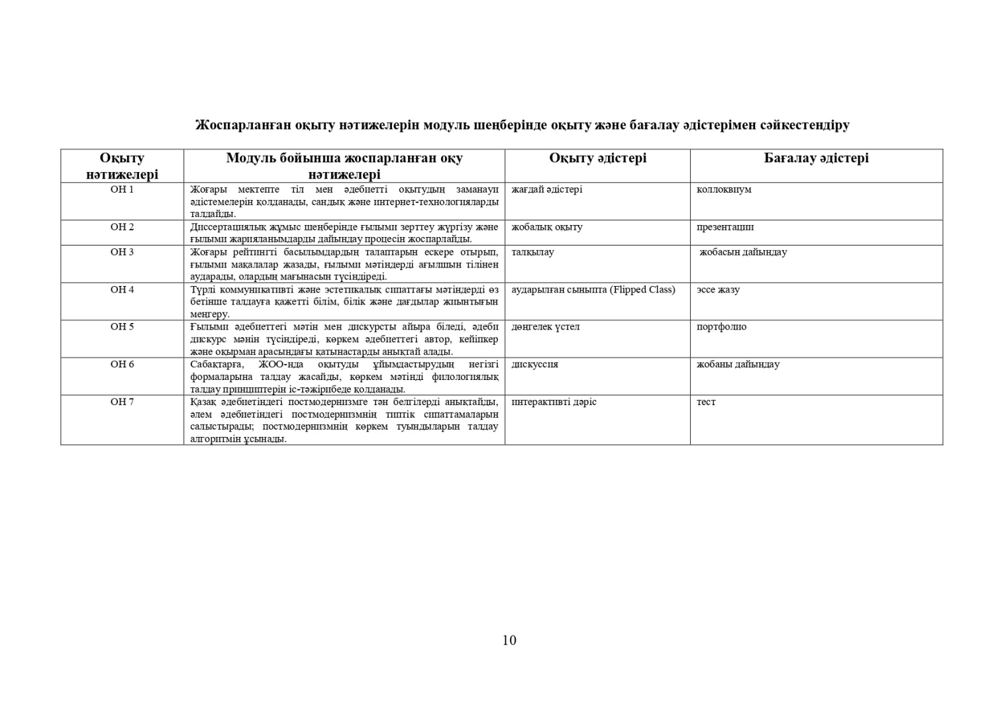 Жоспарланған оқыту нәтижелерін модуль шеңберінде оқыту және бағалау әдістерімен сәйкестендіру
Оқыту
нәтижелері
Модуль бойынша жоспарланған оқу
нәтижелері
Оқыту әдістері
Бағалау әдістері
ОН 1
Жоғары мектепте тіл мен әдебиетті оқытудың заманауи
әдістемелерін қолданады, сандық және интернет-технологияларды
талдайды.
жағдай әдістері
коллоквиум
ОН 2
Диссертациялық жұмыс шеңберінде ғылыми зерттеу жүргізу және
ғылыми жарияланымдарды дайындау процесін жоспарлайды.
жобалық оқыту
презентации
ОН 3
Жоғары рейтингті басылымдардың талаптарын ескере отырып,
ғылыми мақалалар жазады, ғылыми мәтіндерді ағылшын тілінен
аударады, олардың мағынасын түсіндіреді.
талқылау
жобасын дайындау
ОН 4
Түрлі коммуникативті және эстетикалық сипаттағы мәтіндерді өз
бетінше талдауға қажетті білім, білік және дағдылар жиынтығын
меңгеру.
аударылған сыныпта (Flipped Class)
эссе жазу
ОН 5
Ғылыми әдебиеттегі мәтін мен дискурсты айыра біледі, әдеби
дискурс мәнін түсіндіреді, көркем әдебиеттегі автор, кейіпкер
және оқырман арасындағы қатынастарды анықтай алады.
дөңгелек үстел
портфолио
ОН 6
Сабақтарға, ЖОО-нда оқытуды ұйымдастырудың негізгі
формаларына талдау жасайды, көркем мәтінді филологиялық
талдау принциптерін іс-тәжірибеде қолданады.
дискуссия
жобаны дайындау
ОН 7
Қазақ әдебиетіндегі постмодернизмге тән белгілерді анықтайды,
әлем әдебиетіндегі постмодернизмнің типтік сипаттамаларын
салыстырады; постмодернизмнің көркем туындыларын талдау
алгоритмін ұсынады.
интерактивті дәріс
тест
10